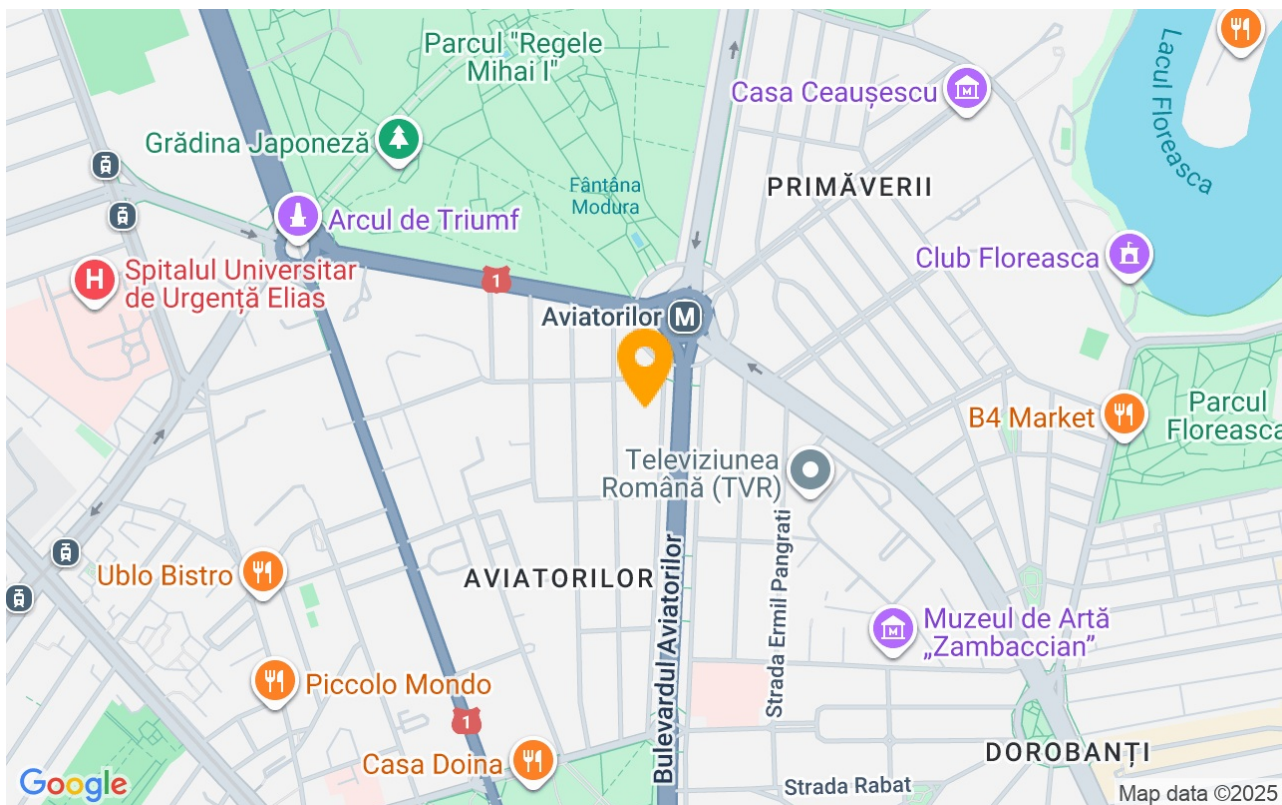 Parcul "Regele
Mihai I"
Lacul Floreasca
Casa Ceaușescu
Grădina Japoneză
Fântâna
Modura
PRIMĂVERII
Arcul de Triumf
Club Floreasca
H
Spitalul Universitar
de Urgență Elias
1
Aviatorilor M
B4 Market
Parcul
Floreasca
Televiziunea
Română (TVR)
Strada Ermil Pangrati
Bulevardul Aviatorilor
Ublo Bistro
AVIATORILOR
Muzeul de Artă
„Zambaccian”
Piccolo Mondo
1
Casa Doina
DOROBANȚI
Strada Rabat
Google
Map data ©2025